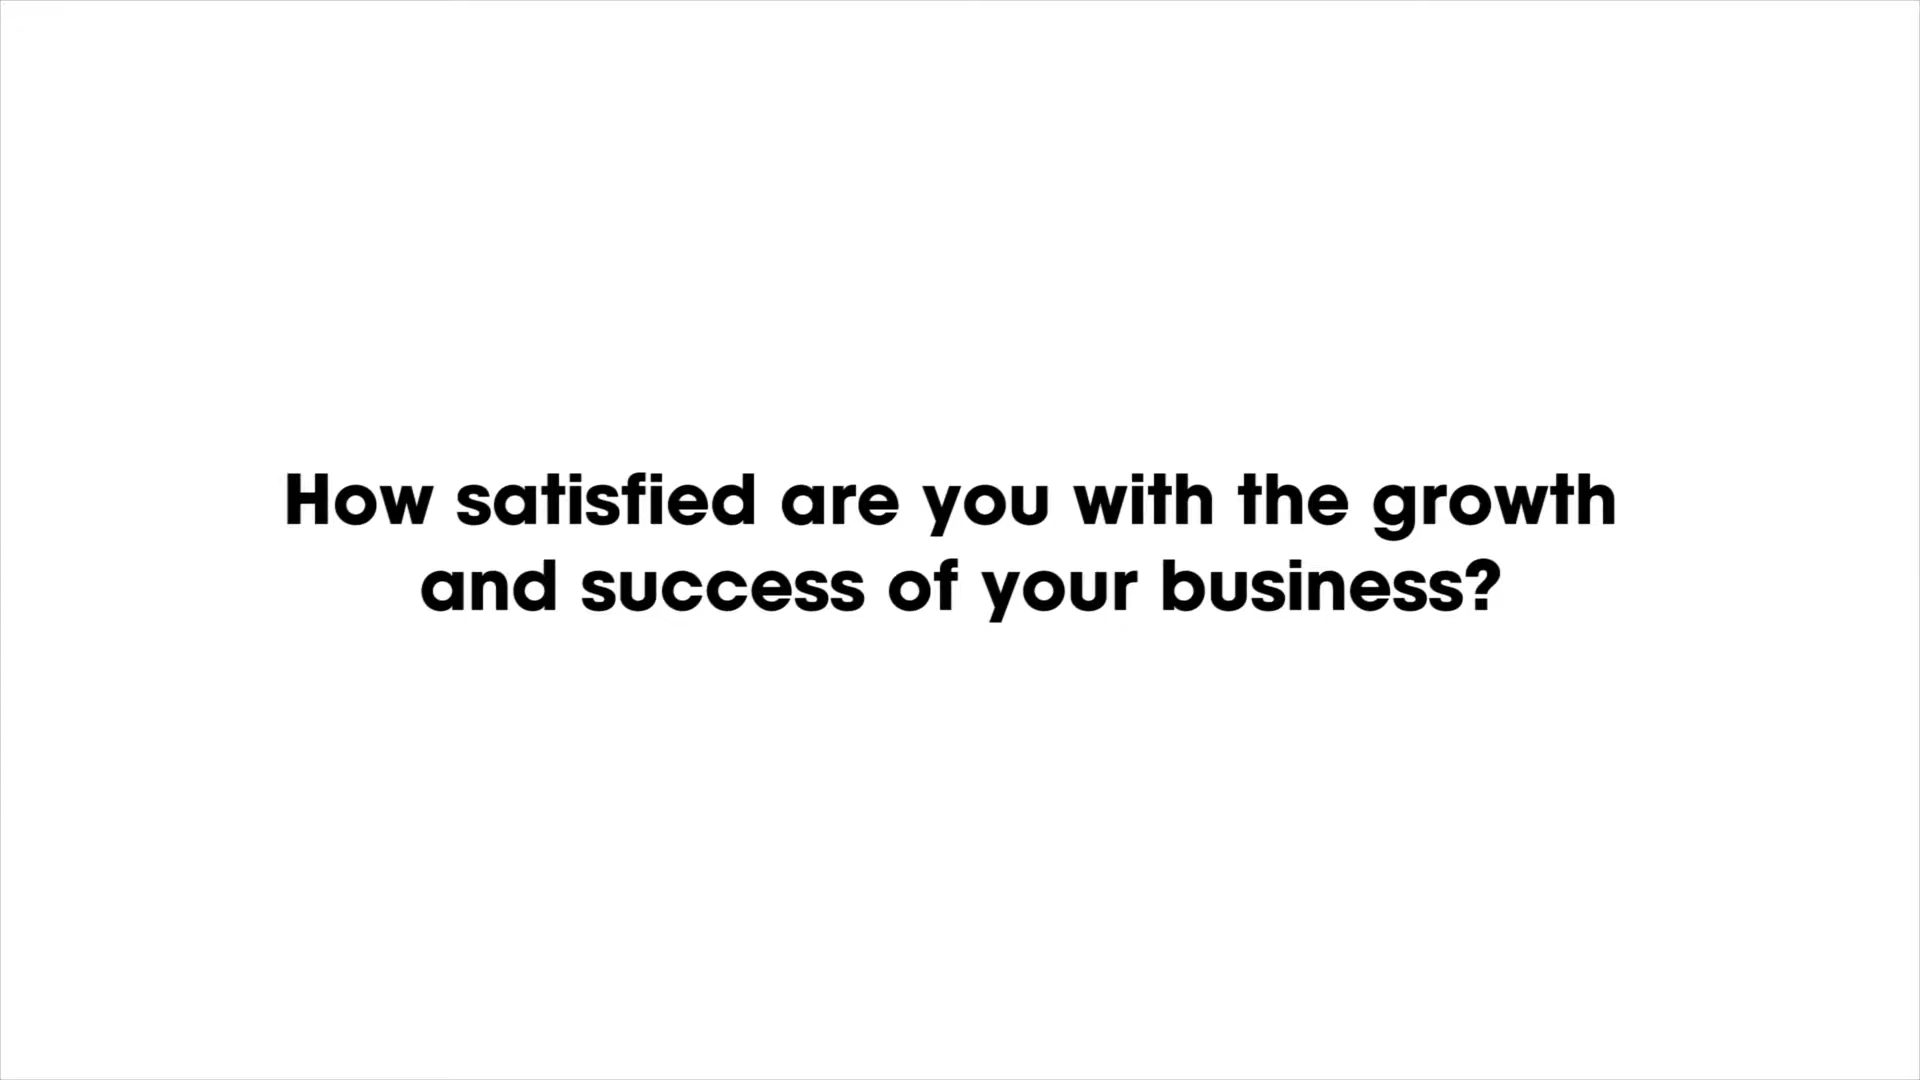 How satisfied are you with the growth
and success of your business?